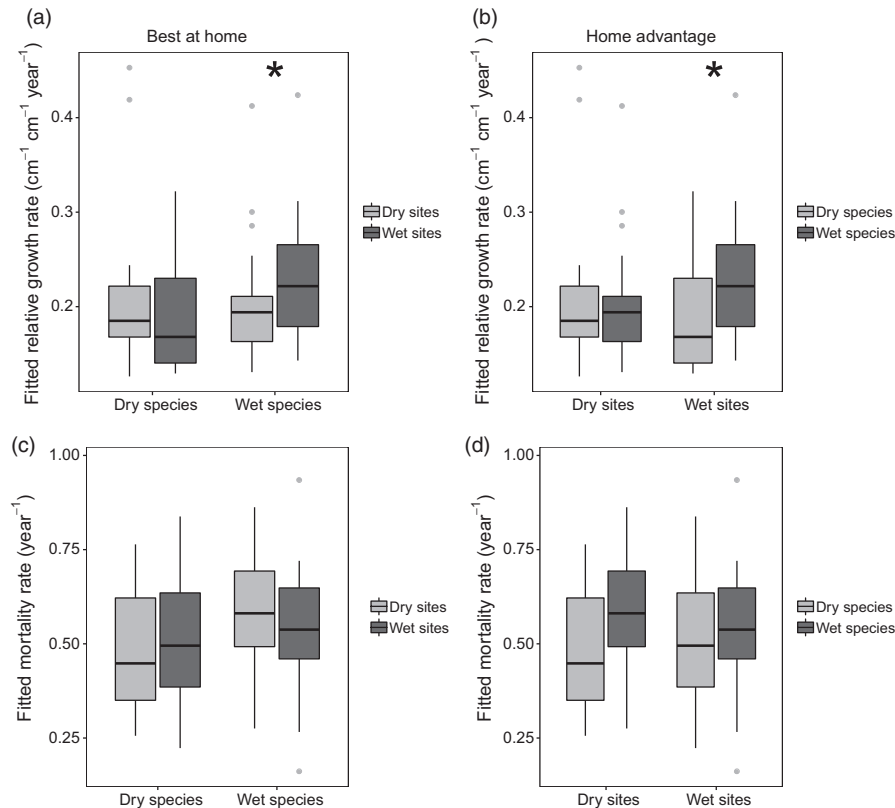 (a)
Best at home
*
Fitted relative growth rate (cm⁻¹ cm⁻¹ year⁻¹)
0.4
0.3
0.2
Dry species
Wet species
Dry sites
Wet sites
(b)
Home advantage
*
Fitted relative growth rate (cm⁻¹ cm⁻¹ year⁻¹)
0.4
0.3
0.2
Dry sites
Wet sites
Dry species
Wet species
(c)
Fitted mortality rate (year⁻¹)
1.00
0.75
0.50
0.25
Dry species
Wet species
Dry sites
Wet sites
(d)
Fitted mortality rate (year⁻¹)
1.00
0.75
0.50
0.25
Dry sites
Wet sites
Dry species
Wet species